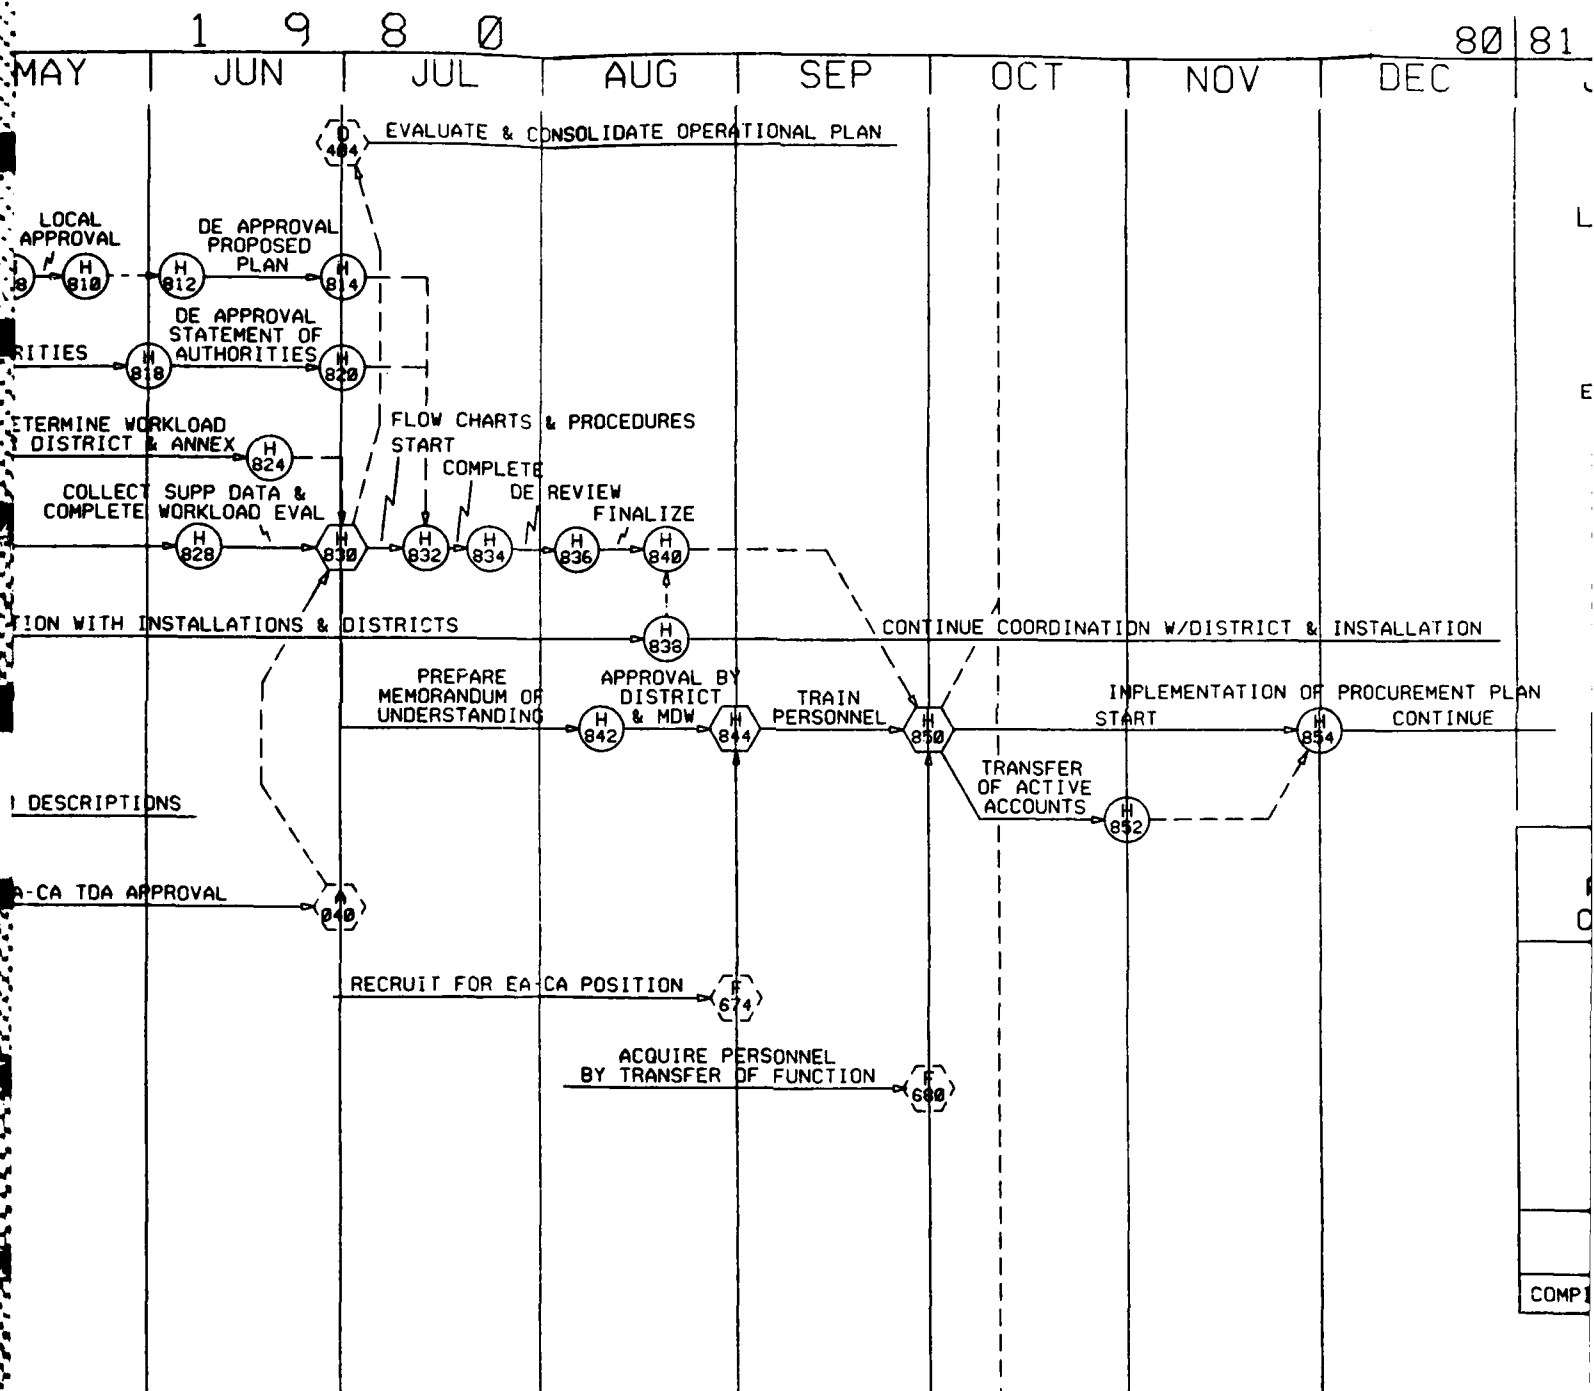 1 9 8 0
80 81
MAY JUN JUL AUG SEP OCT NOV DEC
D 404
EVALUATE & CONSOLIDATE OPERATIONAL PLAN
LOCAL
APPROVAL
DE APPROVAL
PROPOSED
PLAN
8
H 810
H 812
H 814
DE APPROVAL
STATEMENT OF
AUTHORITIES
RITIES
H 818
H 820
ETERMINE WORKLOAD
DISTRICT & ANNEX
H 824
FLOW CHARTS & PROCEDURES
START
COMPLETE
DE REVIEW
FINALIZE
COLLECT SUPP DATA &
COMPLETE WORKLOAD EVAL
H 828
H 830
H 832
H 834
H 836
H 840
TION WITH INSTALLATIONS & DISTRICTS
H 838
CONTINUE COORDINATION W/DISTRICT & INSTALLATION
PREPARE
MEMORANDUM OF
UNDERSTANDING
H 842
APPROVAL BY
DISTRICT
& MDW
H 844
TRAIN
PERSONNEL
H 850
IMPLEMENTATION OF PROCUREMENT PLAN
START
H 854
CONTINUE
TRANSFER
OF ACTIVE
ACCOUNTS
H 852
DESCRIPTIONS
A-CA TDA APPROVAL
A 040
RECRUIT FOR EA-CA POSITION
F 674
ACQUIRE PERSONNEL
BY TRANSFER OF FUNCTION
F 680
L
E
COMP